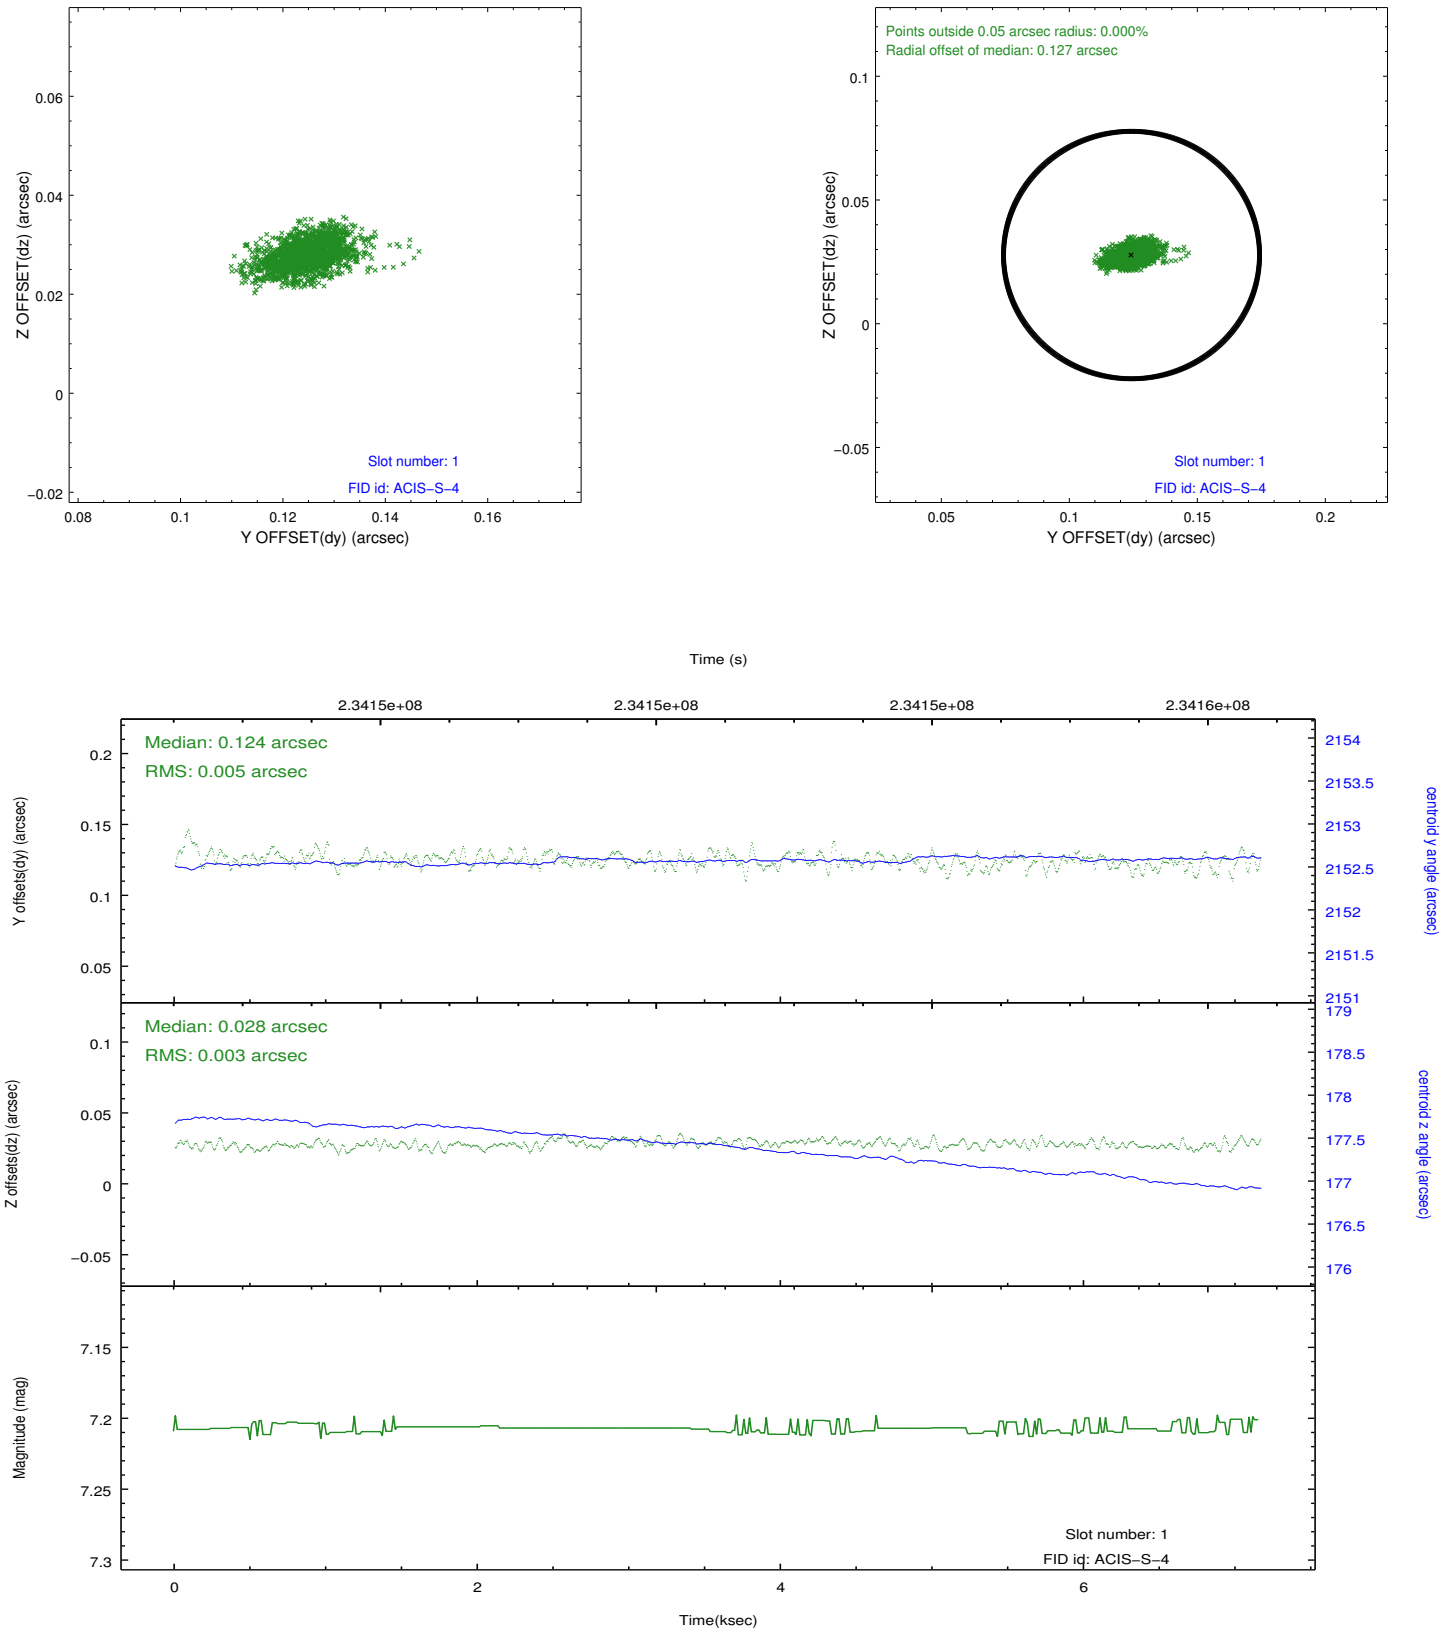 Z OFFSET(dz) (arcsec)
0.06
0.04
0.02
0
−0.02
Slot number: 1
FID id: ACIS−S−4
0.08 0.1 0.12 0.14 0.16
Y OFFSET(dy) (arcsec)
Points outside 0.05 arcsec radius: 0.000%
Radial offset of median: 0.127 arcsec
Z OFFSET(dz) (arcsec)
0.1
0.05
0
−0.05
Slot number: 1
FID id: ACIS−S−4
0.05 0.1 0.15 0.2
Y OFFSET(dy) (arcsec)
Time (s)
2.3415e+08 2.3415e+08 2.3415e+08 2.3416e+08
Median: 0.124 arcsec
RMS: 0.005 arcsec
Y offsets(dy) (arcsec)
0.2
0.15
0.1
0.05
2154
2153.5
2153
2152.5
2152
2151.5
2151
centroid y angle (arcsec)
Median: 0.028 arcsec
RMS: 0.003 arcsec
Z offsets(dz) (arcsec)
0.1
0.05
0
−0.05
179
178.5
178
177.5
177
176.5
176
centroid z angle (arcsec)
Magnitude (mag)
7.15
7.2
7.25
7.3
Slot number: 1
FID id: ACIS−S−4
0 2 4 6
Time(ksec)